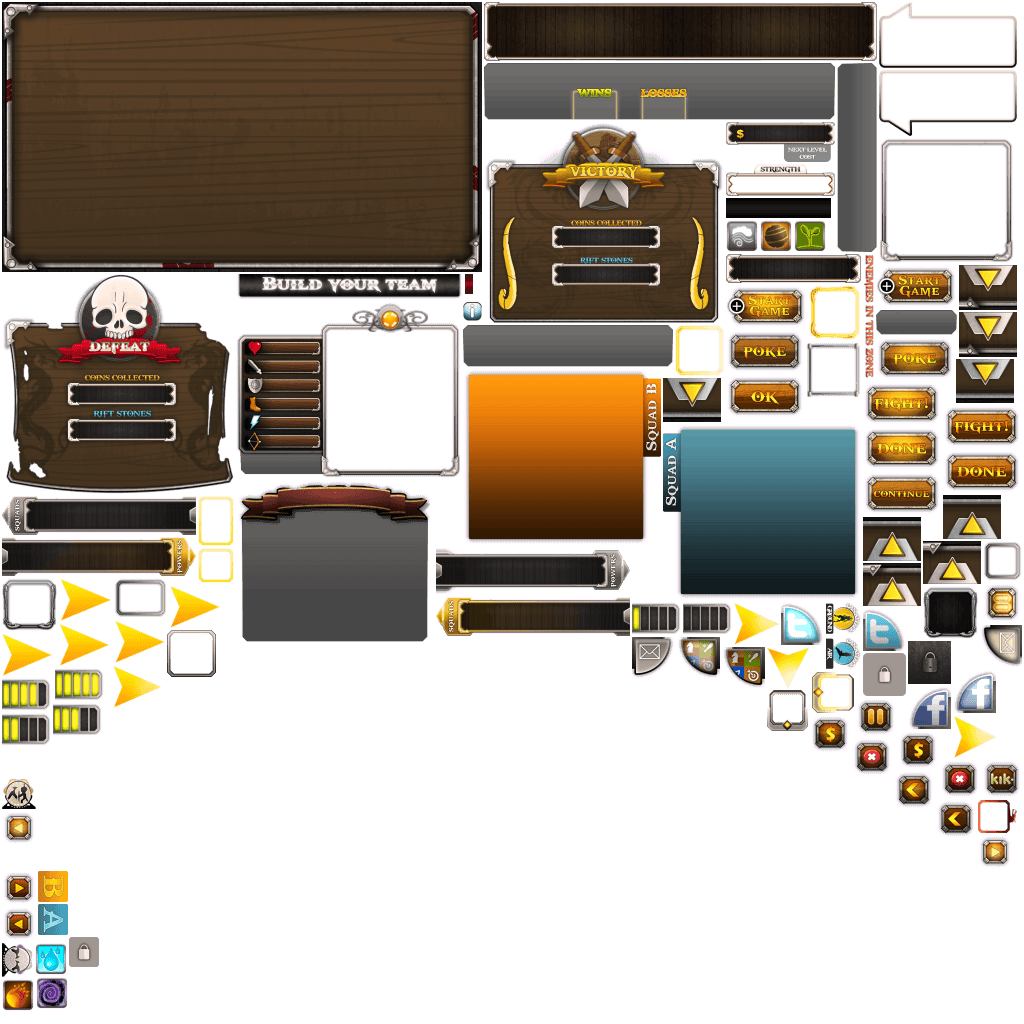 WINS
LOSSES
$
NEXT LEVEL
COST
STRENGTH
VICTORY
COINS COLLECTED
RIFT STONES
ENEMIES IN THIS ZONE
BUILD YOUR TEAM
i
START
GAME
START
GAME
DEFEAT
COINS COLLECTED
RIFT STONES
POKE
POKE
OK
FIGHT!
FIGHT!
DONE
DONE
CONTINUE
SQUAD B
SQUAD A
SQUADS
POWERS
POWERS
SQUADS
GROUND
AIR
t
t
f
f
$
$
kik
B
A